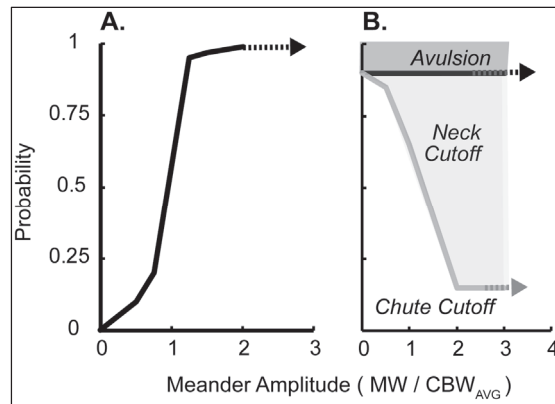 A.
B.
1
0.75
0.5
0.25
0
Probability
Avulsion
Neck
Cutoff
Chute Cutoff
0 1 2 3
0 1 2 3 4
Meander Amplitude ( MW / CBW_AVG )